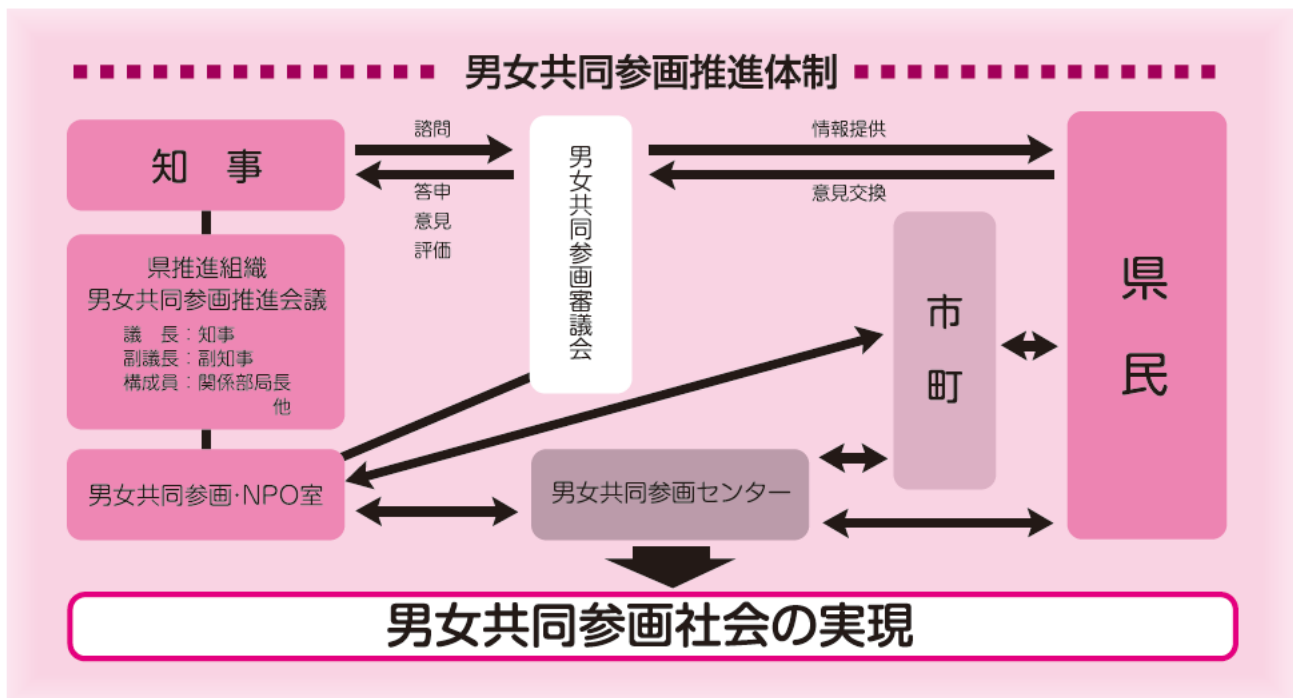 男女共同参画推進体制
知　事
諮問
答申
意見
評価
男女共同参画審議会
情報提供
意見交換
県民
県推進組織
男女共同参画推進会議
議　長：知事
副議長：副知事
構成員：関係部局長
他
市町
男女共同参画・NPO室
男女共同参画センター
男女共同参画社会の実現